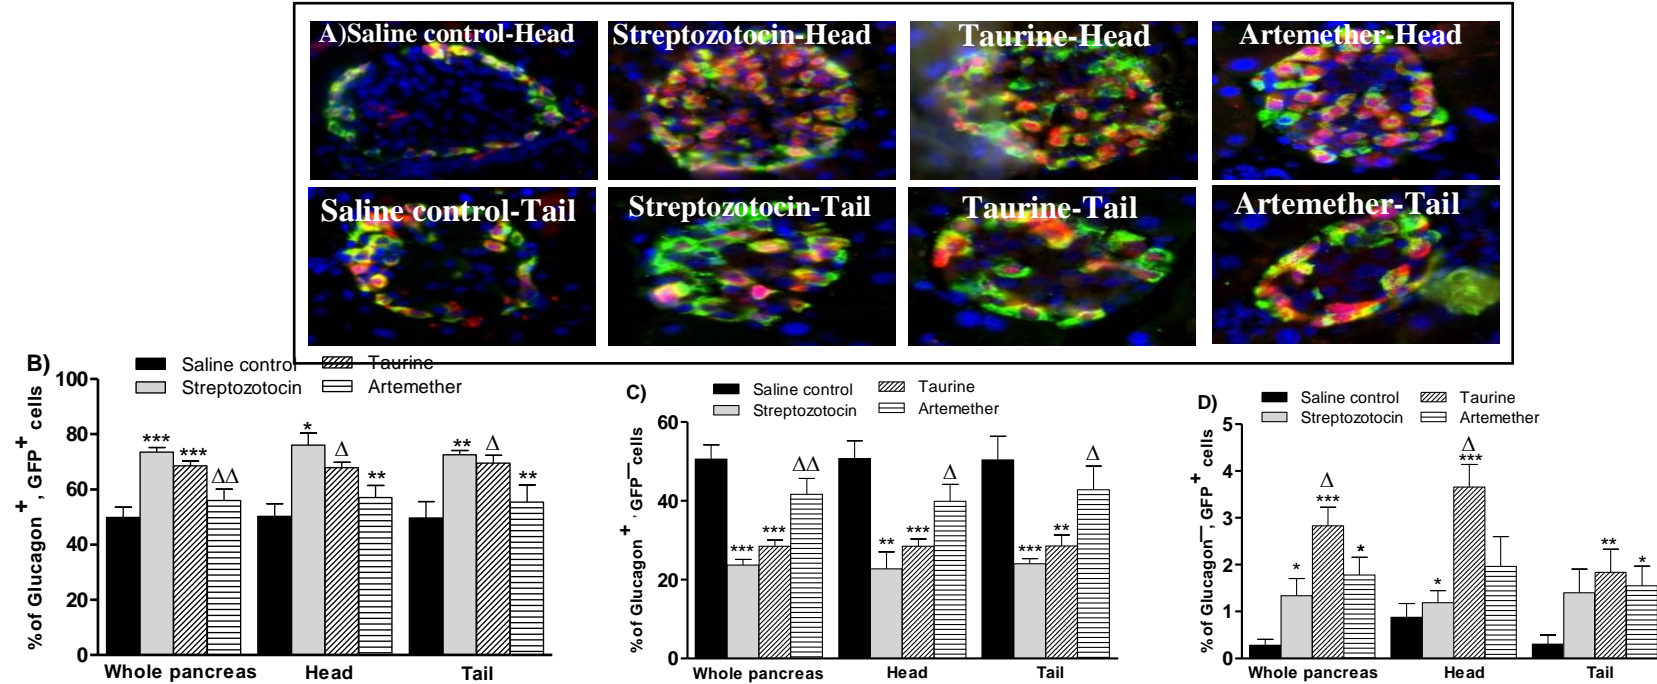 A)Saline control-Head
Streptozotocin-Head
Taurine-Head
Artemether-Head
Saline control-Tail
Streptozotocin-Tail
Taurine-Tail
Artemether-Tail
B)
Saline control
Taurine
Streptozotocin
Artemether
% of Glucagon⁺, GFP⁺ cells
100
80
60
40
20
0
***
***
ΔΔ
*
Δ
**
**
Δ
**
Whole pancreas
Head
Tail
C)
Saline control
Taurine
Streptozotocin
Artemether
% of Glucagon⁺, GFP⁻ cells
60
40
20
0
***
***
ΔΔ
**
***
Δ
***
**
Δ
Whole pancreas
Head
Tail
D)
Saline control
Taurine
Streptozotocin
Artemether
% of Glucagon⁻, GFP⁺ cells
5
4
3
2
1
0
*
Δ
***
*
*
Δ
***
**
*
Whole pancreas
Head
Tail